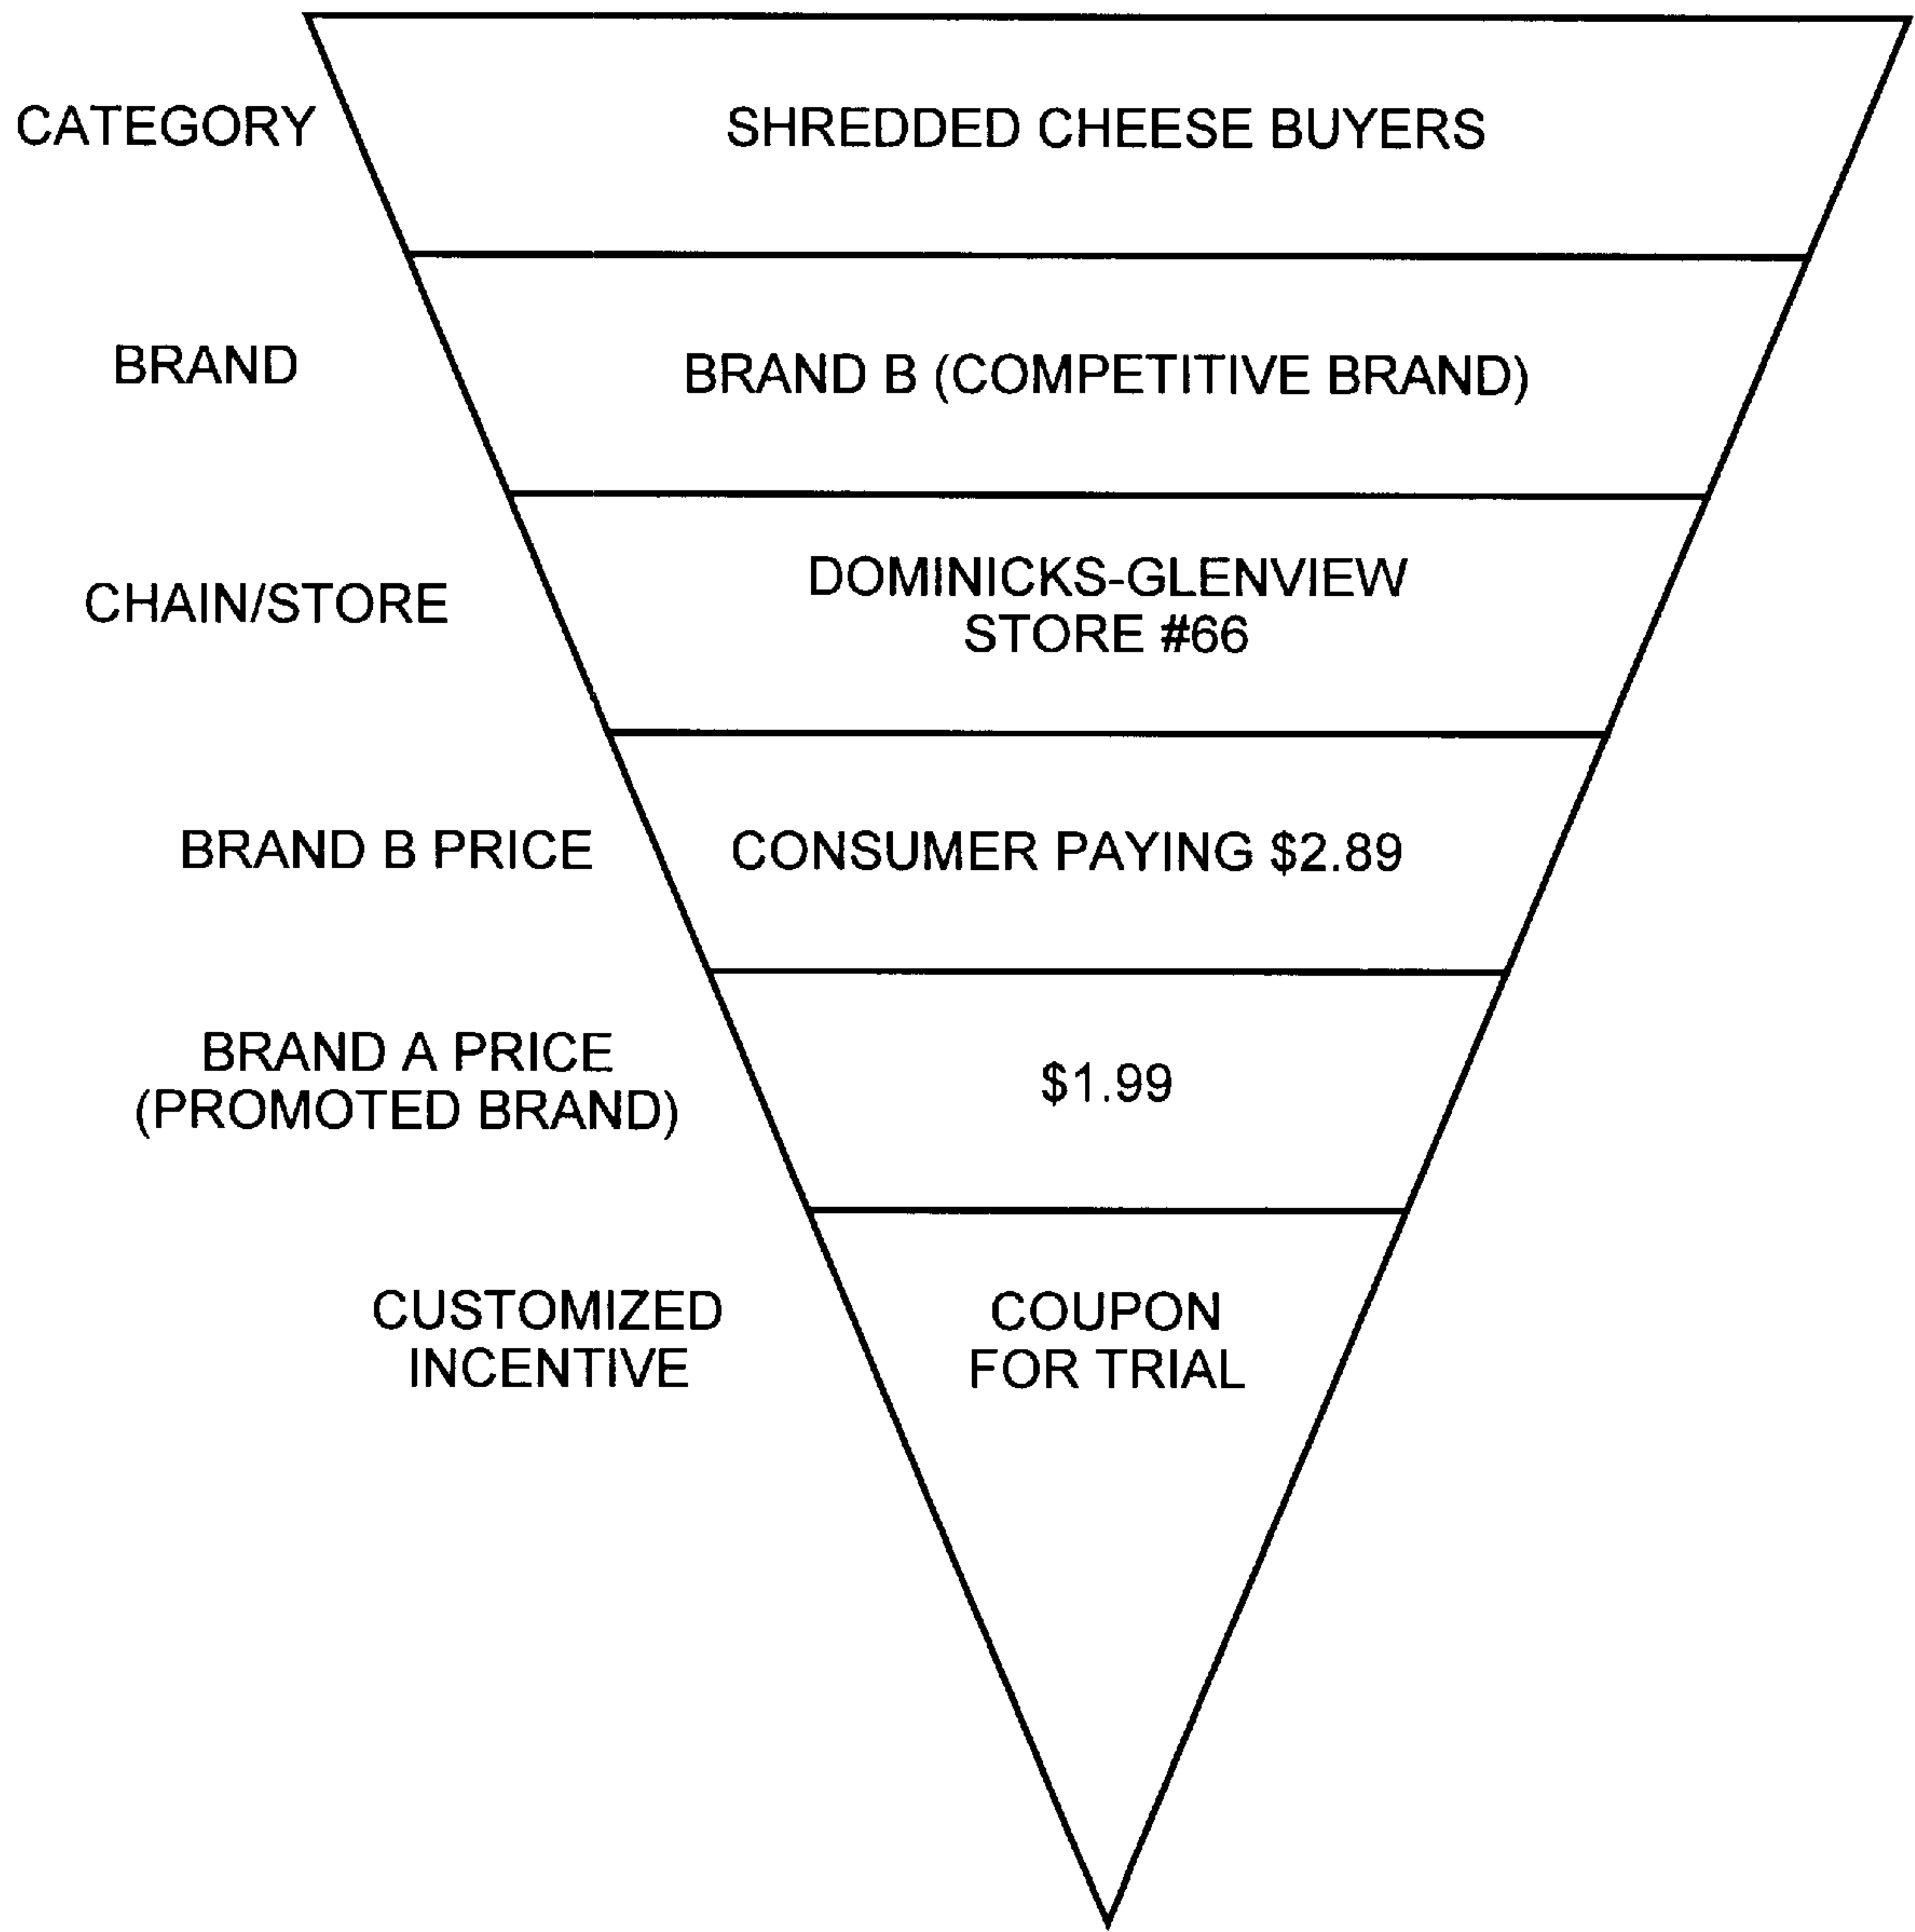 CATEGORY
SHREDDED CHEESE BUYERS
BRAND
BRAND B (COMPETITIVE BRAND)
CHAIN/STORE
DOMINICKS-GLENVIEW
STORE #66
BRAND B PRICE
CONSUMER PAYING $2.89
BRAND A PRICE
(PROMOTED BRAND)
$1.99
CUSTOMIZED
INCENTIVE
COUPON
FOR TRIAL